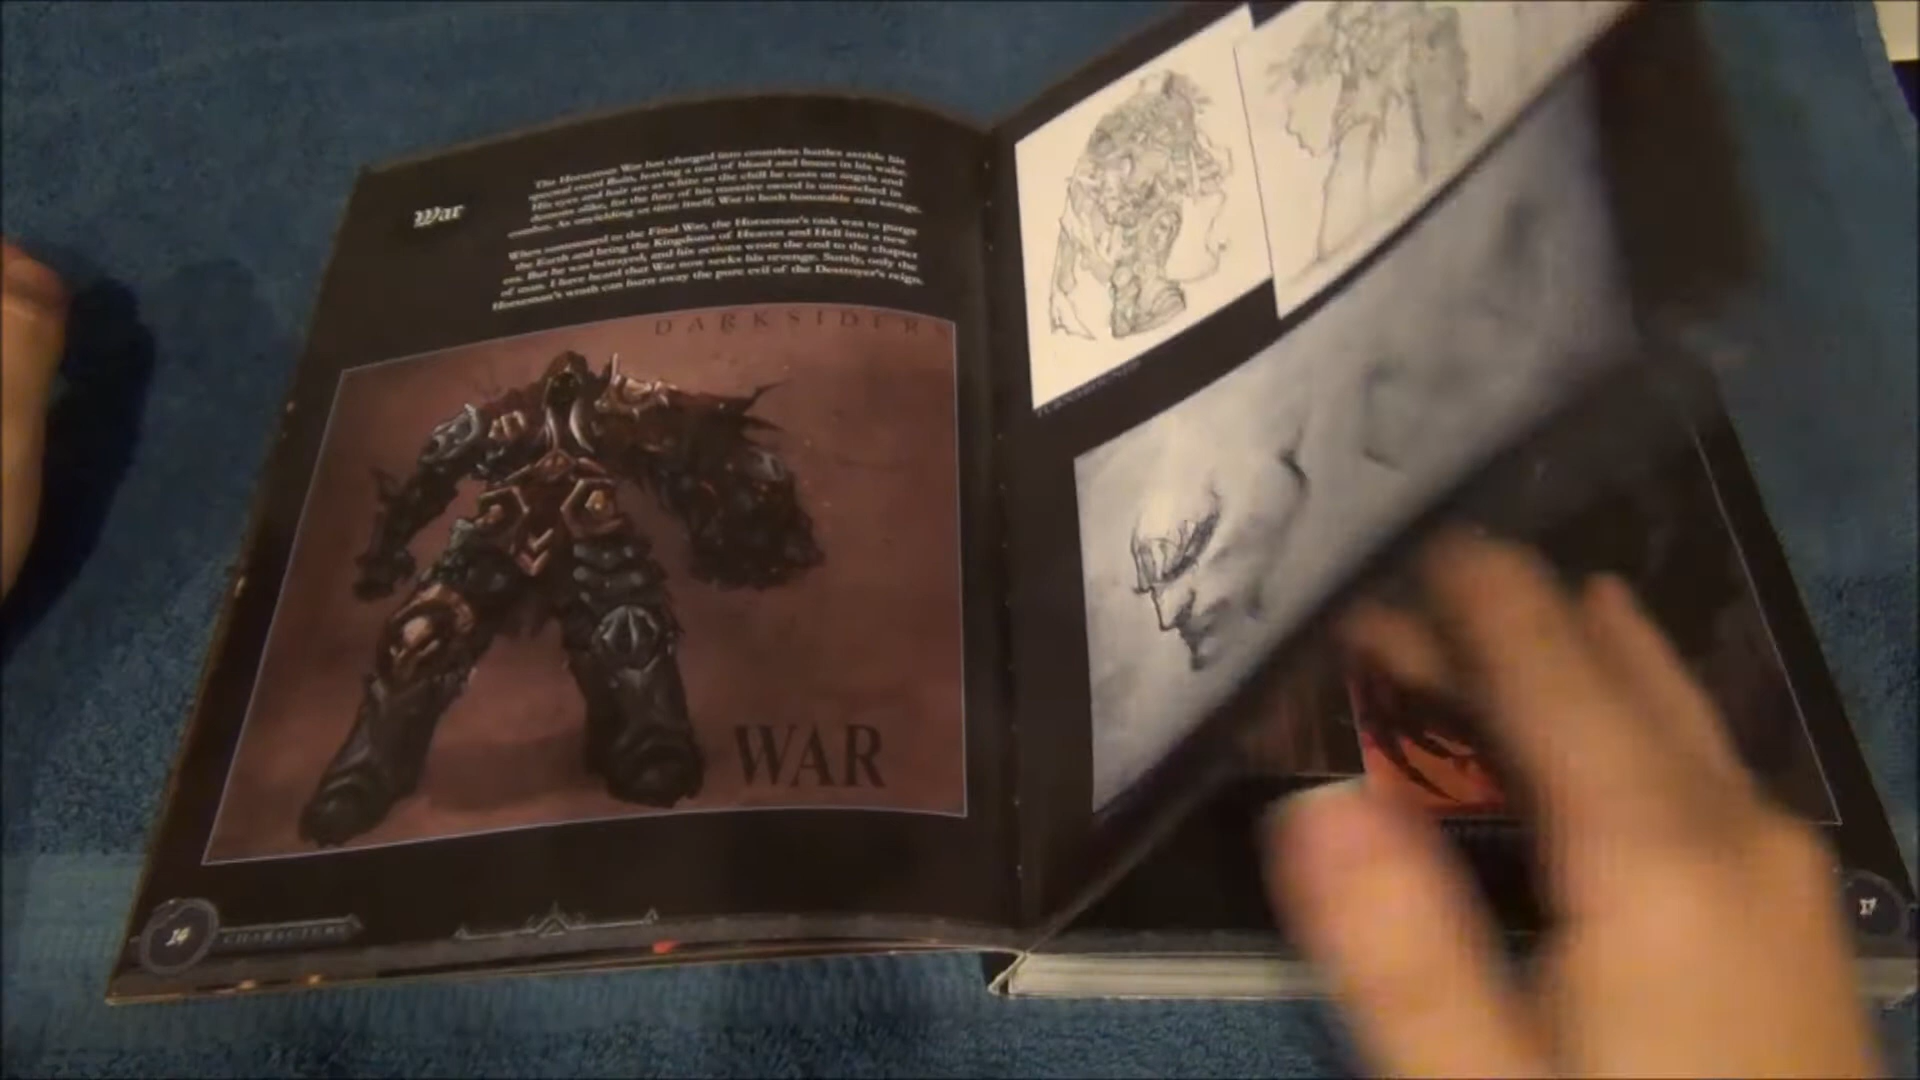 War
The Horseman War has charged into countless battles astride his
spectral steed Ruin, leaving a trail of blood and bones in his wake.
His eyes and hair are as white as the chill he casts on angels and
demons alike, for the fury of his massive sword is unmatched in
combat. As unyielding as time itself, War is both honorable and savage.
When summoned to the Final War, the Horseman's task was to purge
the Earth and bring the Kingdoms of Heaven and Hell into a new
era. But he was betrayed, and his actions wrote the end to the chapter
of man. I have heard that War now seeks his revenge. Surely, only the
Horseman's wrath can burn away the pure evil of the Destroyer's reign.
DARKSIDERS
WAR
14
CHARACTERS
17